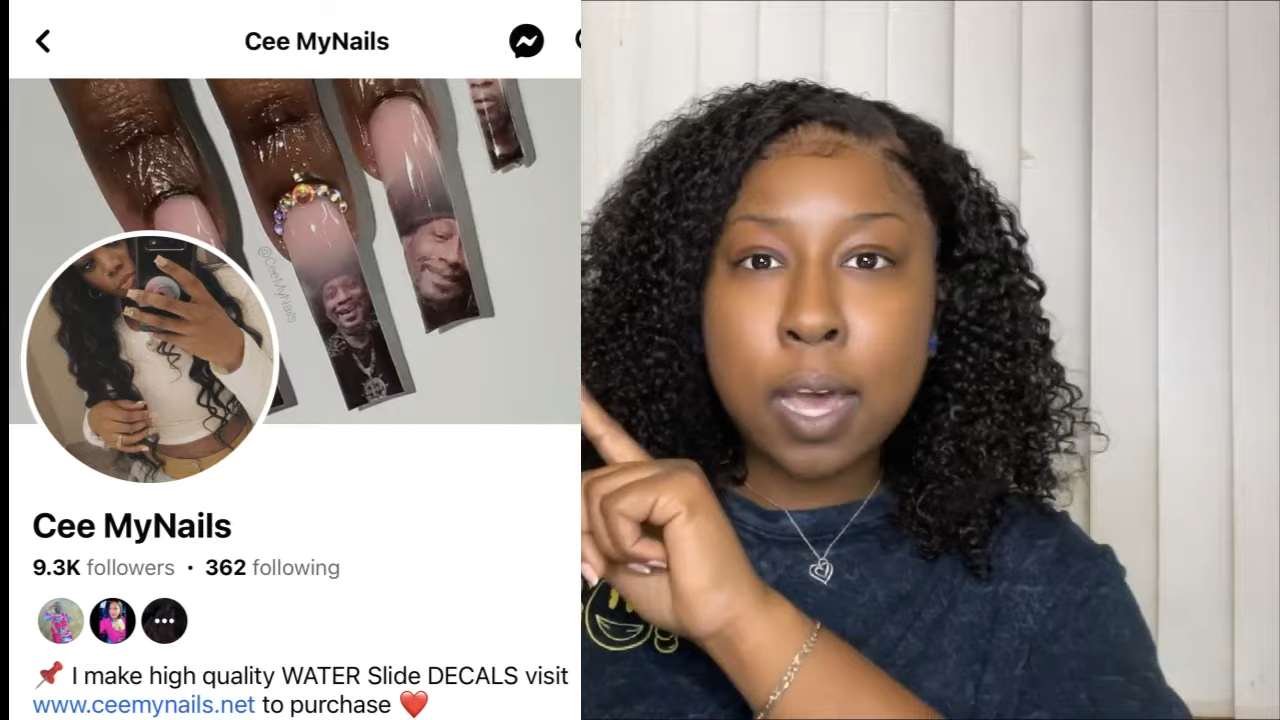 Cee MyNails
@CeeMyNails
Cee MyNails
9.3K followers • 362 following
📌 I make high quality WATER Slide DECALS visit
www.ceemynails.net to purchase ❤️